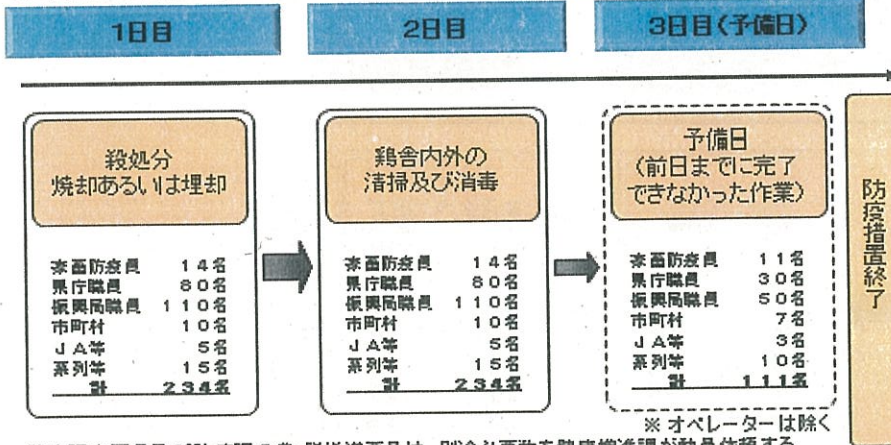 1日目
2日目
3日目(予備日)
殺処分
焼却あるいは埋却
家畜防疫員 14名
県庁職員 80名
振興局職員 110名
市町村 10名
JA等 5名
系列等 15名
計 234名
鶏舎内外の
清掃及び消毒
家畜防疫員 14名
県庁職員 80名
振興局職員 110名
市町村 10名
JA等 5名
系列等 15名
計 234名
予備日
(前日までに完了
できなかった作業)
家畜防疫員 11名
県庁職員 30名
振興局職員 50名
市町村 7名
JA等 3名
系列等 10名
計 111名
防疫措置終了
※ オペレーターは除く